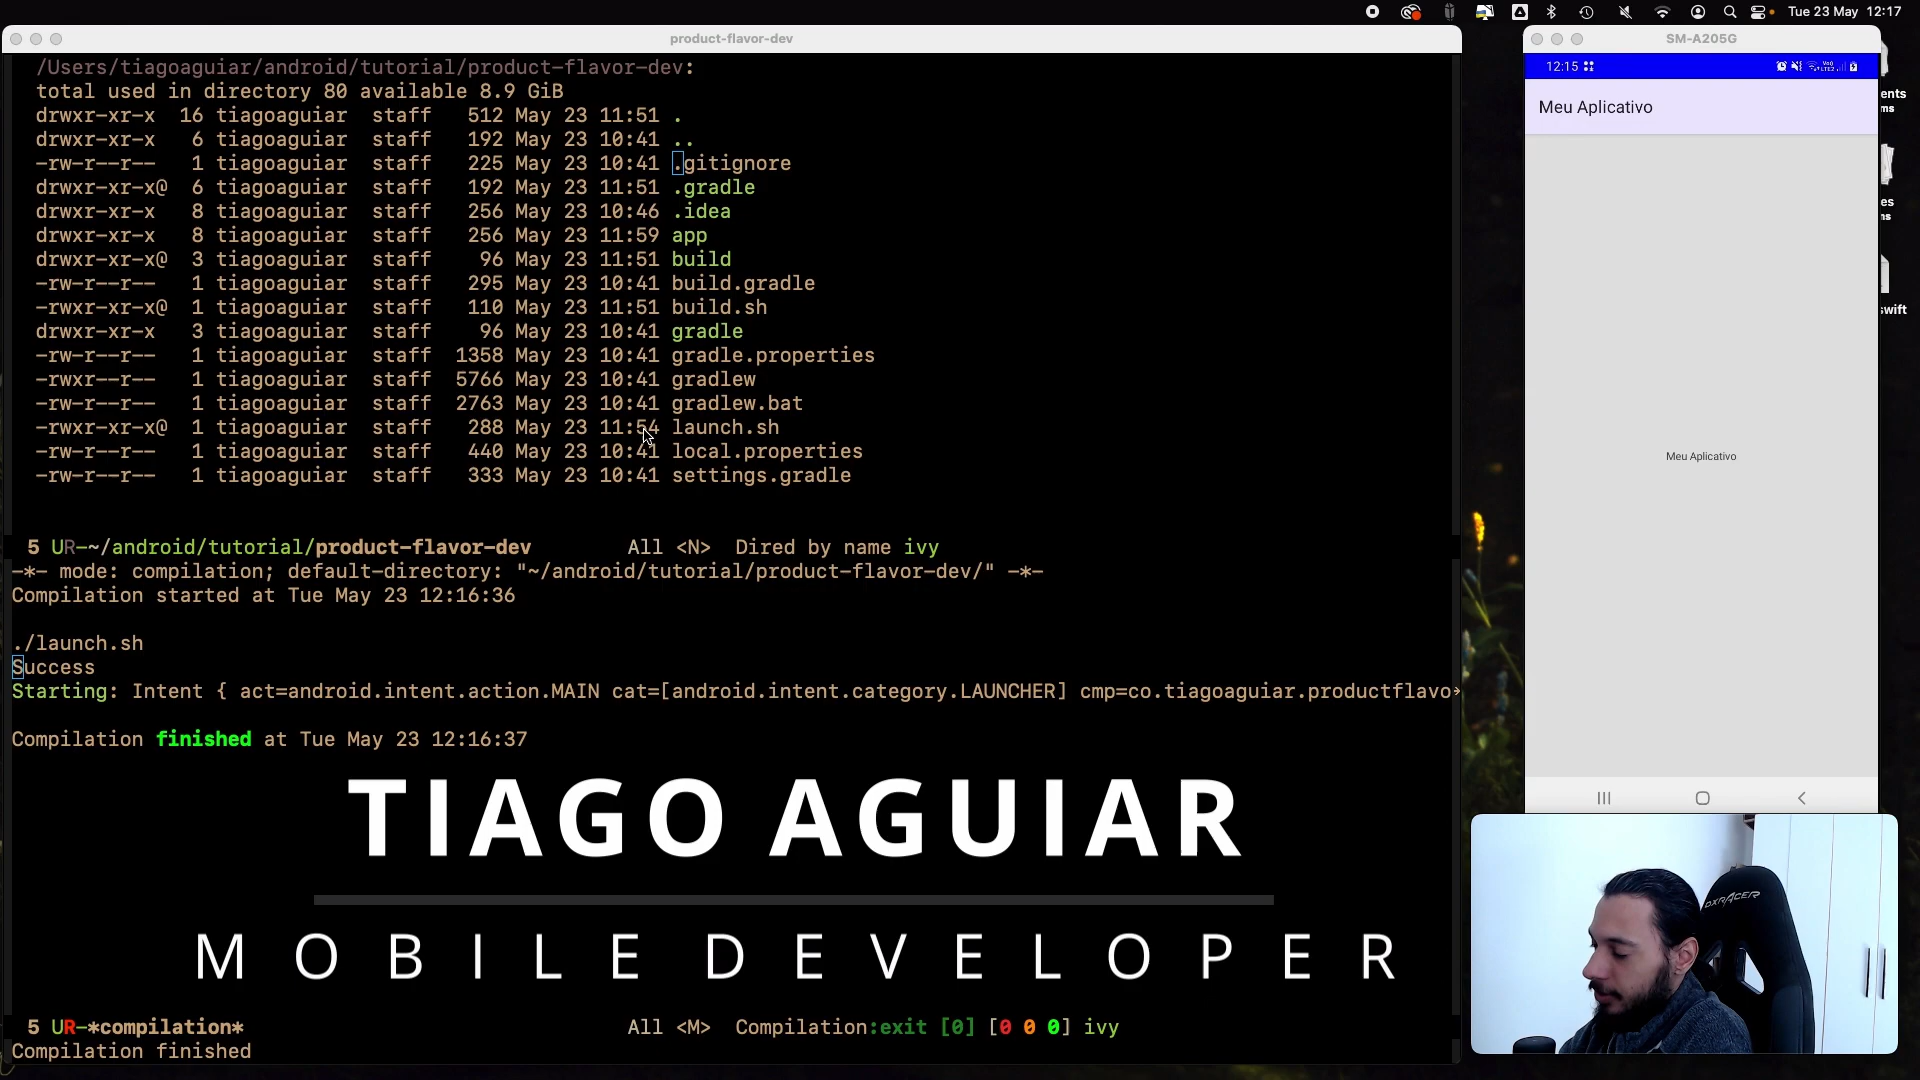 Tue 23 May 12:17
product-flavor-dev
/Users/tiagoaguiar/android/tutorial/product-flavor-dev:
total used in directory 80 available 8.9 GiB
drwxr-xr-x 16 tiagoaguiar staff 512 May 23 11:51 .
drwxr-xr-x 6 tiagoaguiar staff 192 May 23 10:41 ..
-rw-r--r-- 1 tiagoaguiar staff 225 May 23 10:41 .gitignore
drwxr-xr-x@ 6 tiagoaguiar staff 192 May 23 11:51 .gradle
drwxr-xr-x 8 tiagoaguiar staff 256 May 23 10:46 .idea
drwxr-xr-x 8 tiagoaguiar staff 256 May 23 11:59 app
drwxr-xr-x@ 3 tiagoaguiar staff 96 May 23 11:51 build
-rw-r--r-- 1 tiagoaguiar staff 295 May 23 10:41 build.gradle
-rwxr-xr-x@ 1 tiagoaguiar staff 110 May 23 11:51 build.sh
drwxr-xr-x 3 tiagoaguiar staff 96 May 23 10:41 gradle
-rw-r--r-- 1 tiagoaguiar staff 1358 May 23 10:41 gradle.properties
-rwxr--r-- 1 tiagoaguiar staff 5766 May 23 10:41 gradlew
-rw-r--r-- 1 tiagoaguiar staff 2763 May 23 10:41 gradlew.bat
-rwxr-xr-x@ 1 tiagoaguiar staff 288 May 23 11:54 launch.sh
-rw-r--r-- 1 tiagoaguiar staff 440 May 23 10:41 local.properties
-rw-r--r-- 1 tiagoaguiar staff 333 May 23 10:41 settings.gradle
5 UR-~/android/tutorial/product-flavor-dev All <N> Dired by name ivy
-*- mode: compilation; default-directory: "~/android/tutorial/product-flavor-dev/" -*-
Compilation started at Tue May 23 12:16:36
./launch.sh
Success
Starting: Intent { act=android.intent.action.MAIN cat=[android.intent.category.LAUNCHER] cmp=co.tiagoaguiar.productflavo
Compilation finished at Tue May 23 12:16:37
TIAGO AGUIAR
MOBILE DEVELOPER
5 UR-*compilation* All <M> Compilation:exit [0] [0 0 0] ivy
Compilation finished
SM-A205G
12:15
Meu Aplicativo
Meu Aplicativo
ents
ms
es
ns
swift
DXRACER